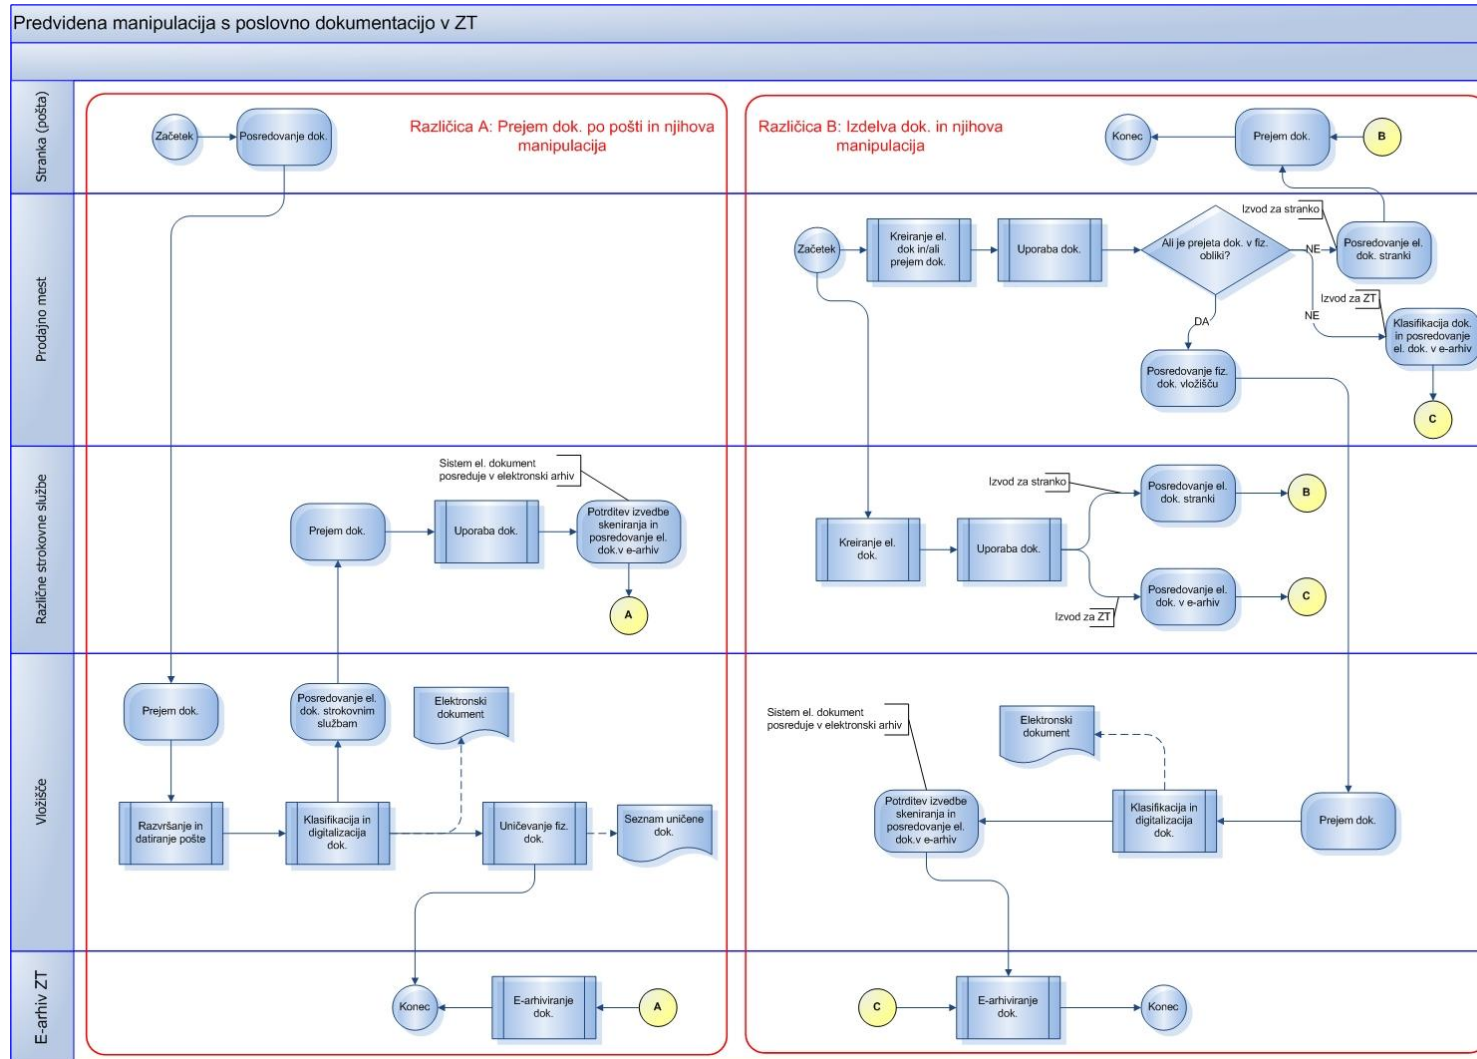 Predvidena manipulacija s poslovno dokumentacijo v ZT
Stranka (pošta)
Začetek
Posredovanje dok.
Različica A: Prejem dok. po pošti in njihova
manipulacija
Različica B: Izdelva dok. in njihova
manipulacija
Konec
Prejem dok.
B
Prodajno mest
Začetek
Kreiranje el.
dok in/ali
prejem dok.
Uporaba dok.
Ali je prejeta dok. v fiz.
obliki?
Izvod za stranko
NE
Posredovanje el.
dok. stranki
Izvod za ZT
NE
Klasifikacija dok.
in posredovanje
el. dok. v e-arhiv
DA
Posredovanje fiz.
dok. vložišču
C
Različne strokovne službe
Sistem el. dokument
posreduje v elektronski arhiv
Prejem dok.
Uporaba dok.
Potrditev izvedbe
skeniranja in
posredovanje el.
dok.v e-arhiv
A
Kreiranje el.
dok.
Uporaba dok.
Izvod za stranko
Posredovanje el.
dok. stranki
B
Izvod za ZT
Posredovanje el.
dok. v e-arhiv
C
Vložišče
Prejem dok.
Posredovanje el.
dok. strokovnim
službam
Elektronski
dokument
Razvršanje in
datiranje pošte
Klasifikacija in
digitalizacija
dok.
Uničevanje fiz.
dok.
Seznam uničene
dok.
Sistem el. dokument
posreduje v elektronski arhiv
Elektronski
dokument
Potrditev izvedbe
skeniranja in
posredovanje el.
dok.v e-arhiv
Klasifikacija in
digitalizacija
dok.
Prejem dok.
E-arhiv ZT
Konec
E-arhiviranje
dok.
A
C
E-arhiviranje
dok.
Konec